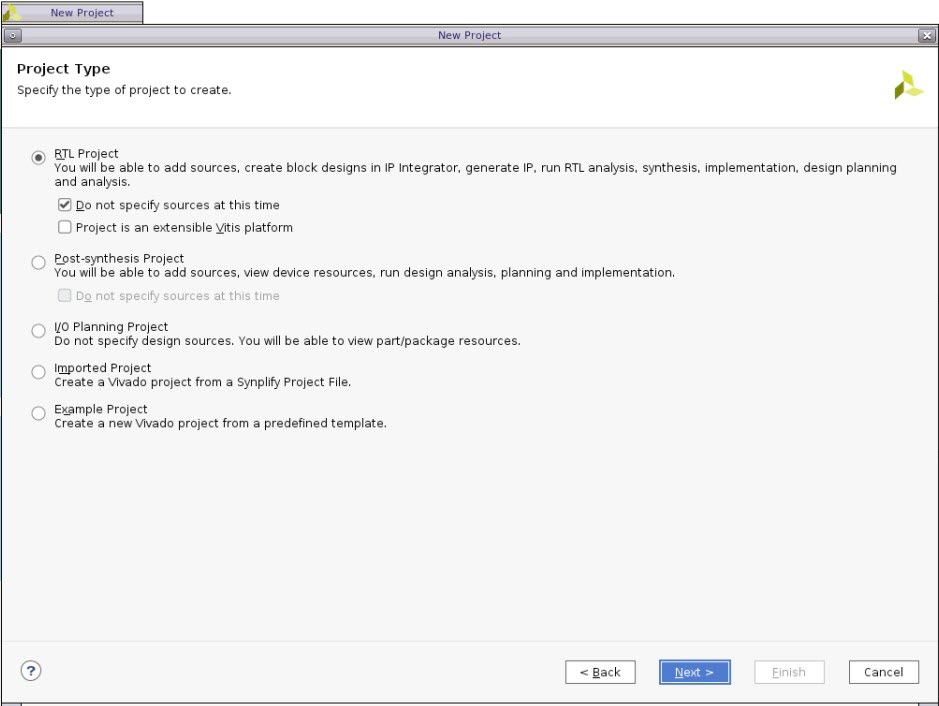 New Project
New Project
Project Type
Specify the type of project to create.
RTL Project
You will be able to add sources, create block designs in IP Integrator, generate IP, run RTL analysis, synthesis, implementation, design planning
and analysis.
Do not specify sources at this time
Project is an extensible Vitis platform
Post-synthesis Project
You will be able to add sources, view device resources, run design analysis, planning and implementation.
Do not specify sources at this time
I/O Planning Project
Do not specify design sources. You will be able to view part/package resources.
Imported Project
Create a Vivado project from a Synplify Project File.
Example Project
Create a new Vivado project from a predefined template.
? < Back Next > Finish Cancel